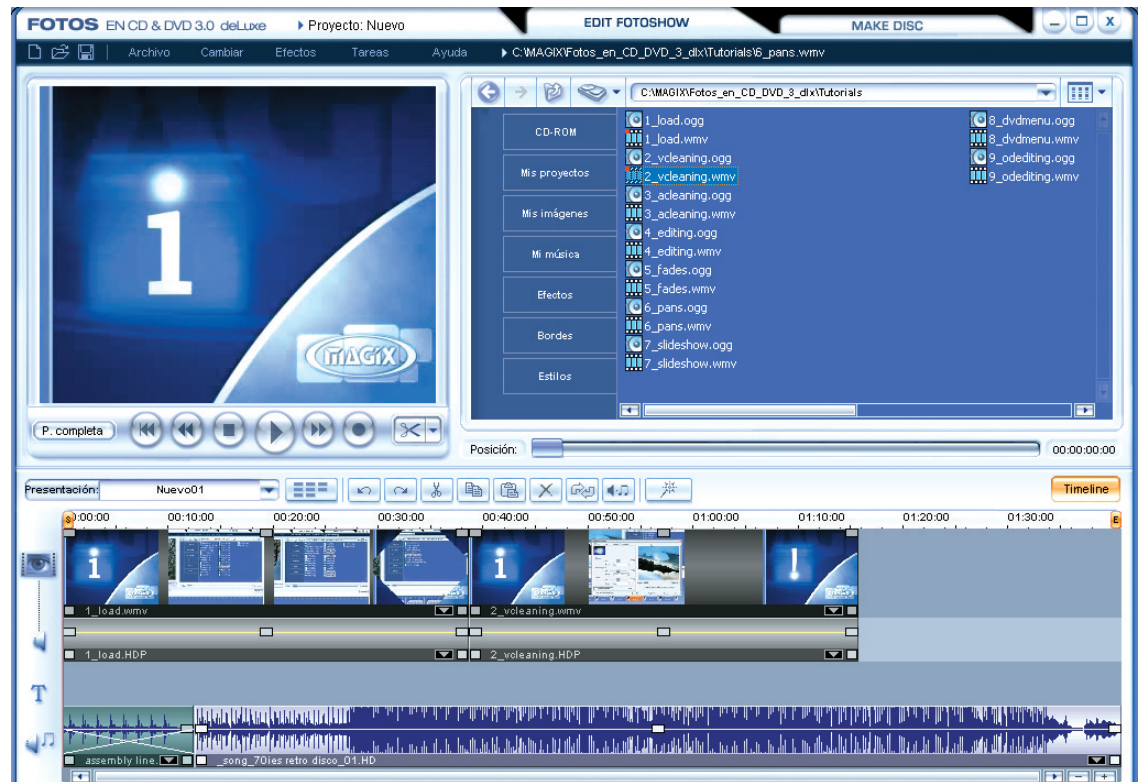 FOTOS EN CD & DVD 3.0 deLuxe
Proyecto: Nuevo
EDIT FOTOSHOW
MAKE DISC
Archivo Cambiar Efectos Tareas Ayuda
C:\MAGIX\Fotos_en_CD_DVD_3_dlx\Tutorials\6_pans.wmv
i
MAGIX
C:\MAGIX\Fotos_en_CD_DVD_3_dlx\Tutorials
CD-ROM
Mis proyectos
Mis imágenes
Mi música
Efectos
Bordes
Estilos
1_load.ogg
1_load.wmv
2_vcleaning.ogg
2_vcleaning.wmv
3_acleaning.ogg
3_acleaning.wmv
4_editing.ogg
4_editing.wmv
5_fades.ogg
5_fades.wmv
6_pans.ogg
6_pans.wmv
7_slideshow.ogg
7_slideshow.wmv
8_dvdmenu.ogg
8_dvdmenu.wmv
9_odediting.ogg
9_odediting.wmv
P. completa
Posición:
00:00:00:00
Presentación: Nuevo01
Timeline
S 0:00:00 00:10:00 00:20:00 00:30:00 00:40:00 00:50:00 01:00:00 01:10:00 01:20:00 01:30:00 E
1_load.wmv 2_vcleaning.wmv
1_load.HDP 2_vcleaning.HDP
T
assembly line. _song_70ies retro disco_01.HD